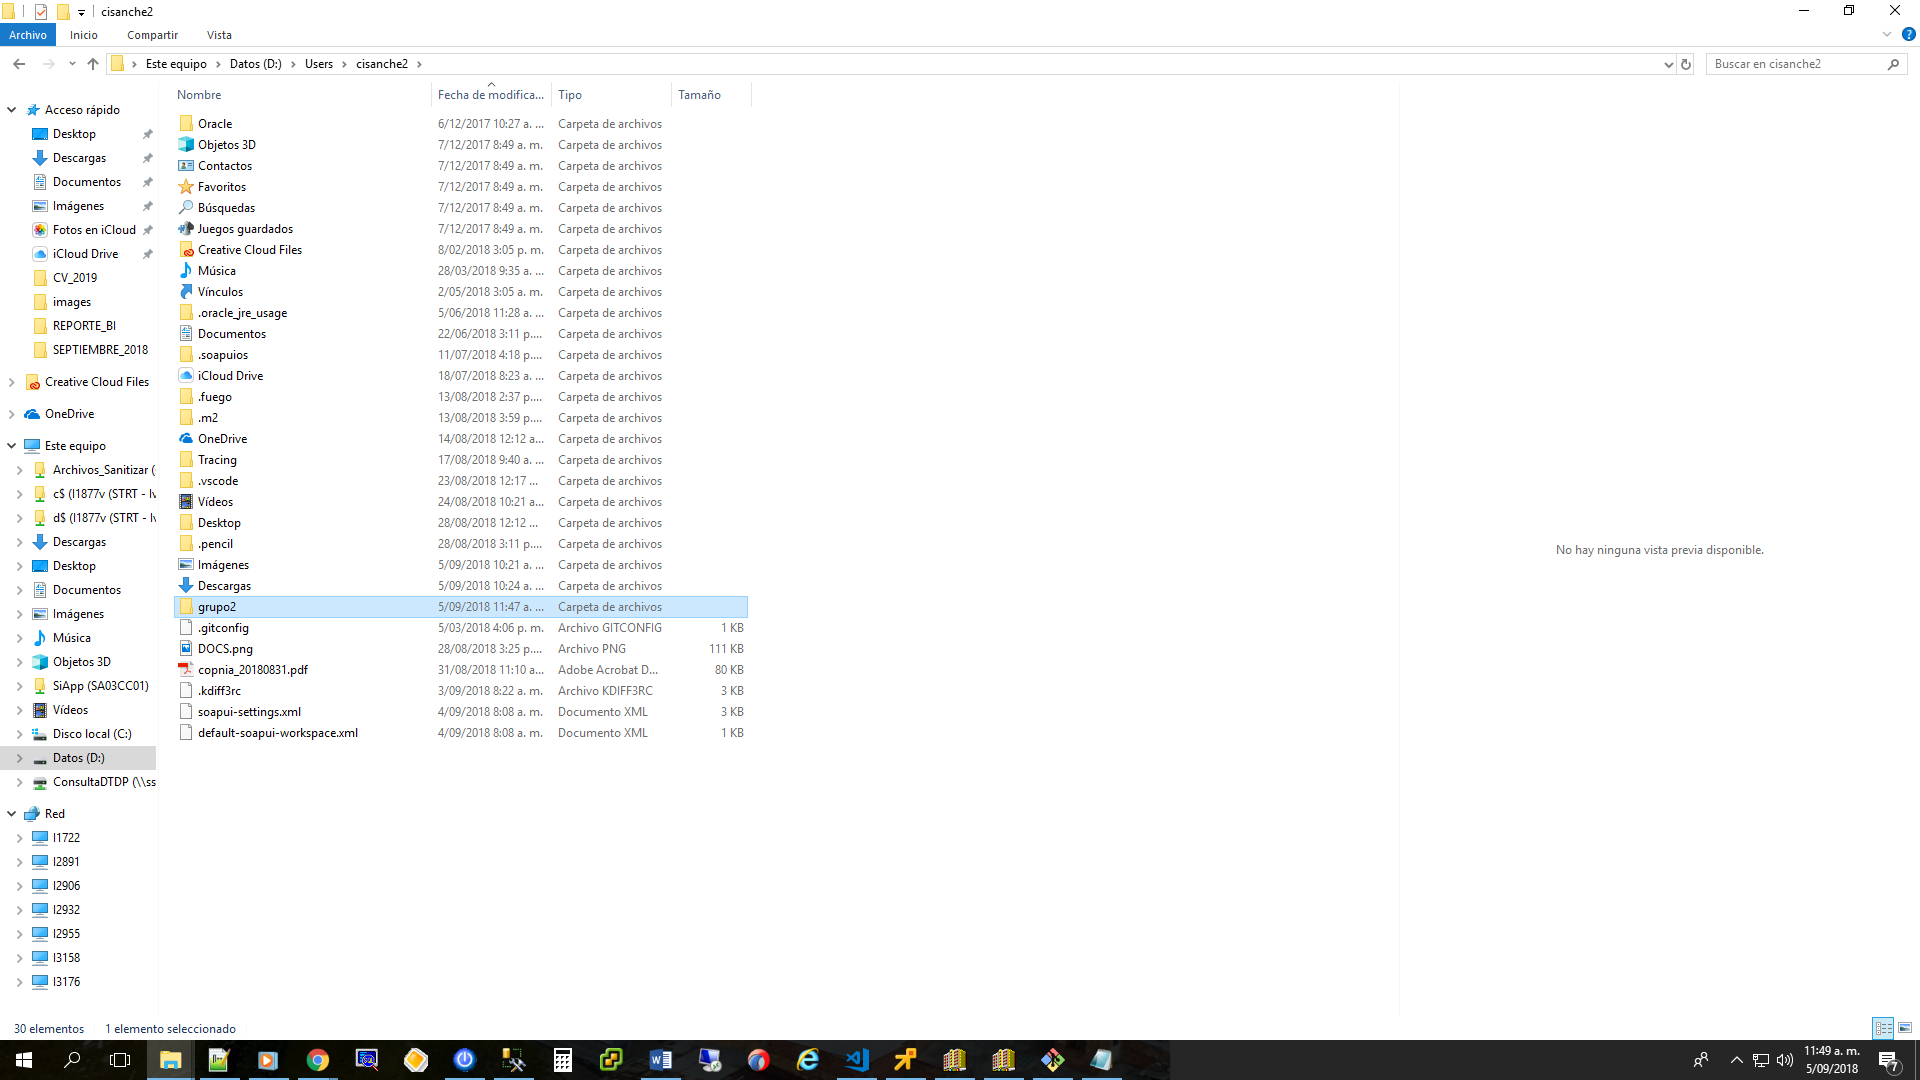 cisanche2
Archivo Inicio Compartir Vista
Este equipo Datos (D:) Users cisanche2
Buscar en cisanche2
Acceso rápido
Desktop
Descargas
Documentos
Imágenes
Fotos en iCloud
iCloud Drive
CV_2019
images
REPORTE_BI
SEPTIEMBRE_2018
Creative Cloud Files
OneDrive
Este equipo
Archivos_Sanitizar (
c$ (l1877v (STRT - lv
d$ (l1877v (STRT - lv
Descargas
Desktop
Documentos
Imágenes
Música
Objetos 3D
SiApp (SA03CC01)
Vídeos
Disco local (C:)
Datos (D:)
ConsultaDTDP (\\ss
Red
I1722
I2891
I2906
I2932
I2955
I3158
I3176
Nombre Fecha de modifica... Tipo Tamaño
Oracle 6/12/2017 10:27 a. ... Carpeta de archivos
Objetos 3D 7/12/2017 8:49 a. m. Carpeta de archivos
Contactos 7/12/2017 8:49 a. m. Carpeta de archivos
Favoritos 7/12/2017 8:49 a. m. Carpeta de archivos
Búsquedas 7/12/2017 8:49 a. m. Carpeta de archivos
Juegos guardados 7/12/2017 8:49 a. m. Carpeta de archivos
Creative Cloud Files 8/02/2018 3:05 p. m. Carpeta de archivos
Música 28/03/2018 9:35 a. ... Carpeta de archivos
Vínculos 2/05/2018 3:05 a. m. Carpeta de archivos
.oracle_jre_usage 5/06/2018 11:28 a. ... Carpeta de archivos
Documentos 22/06/2018 3:11 p.... Carpeta de archivos
.soapuios 11/07/2018 4:18 p.... Carpeta de archivos
iCloud Drive 18/07/2018 8:23 a. ... Carpeta de archivos
.fuego 13/08/2018 2:37 p.... Carpeta de archivos
.m2 13/08/2018 3:59 p.... Carpeta de archivos
OneDrive 14/08/2018 12:12 a... Carpeta de archivos
Tracing 17/08/2018 9:40 a. ... Carpeta de archivos
.vscode 23/08/2018 12:17 ... Carpeta de archivos
Vídeos 24/08/2018 10:21 a... Carpeta de archivos
Desktop 28/08/2018 12:12 ... Carpeta de archivos
.pencil 28/08/2018 3:11 p.... Carpeta de archivos
Imágenes 5/09/2018 10:21 a. ... Carpeta de archivos
Descargas 5/09/2018 10:24 a. ... Carpeta de archivos
grupo2 5/09/2018 11:47 a. ... Carpeta de archivos
.gitconfig 5/03/2018 4:06 p. m. Archivo GITCONFIG 1 KB
DOCS.png 28/08/2018 3:25 p.... Archivo PNG 111 KB
copnia_20180831.pdf 31/08/2018 11:10 a... Adobe Acrobat D... 80 KB
.kdiff3rc 3/09/2018 8:22 a. m. Archivo KDIFF3RC 3 KB
soapui-settings.xml 4/09/2018 8:08 a. m. Documento XML 3 KB
default-soapui-workspace.xml 4/09/2018 8:08 a. m. Documento XML 1 KB
No hay ninguna vista previa disponible.
30 elementos 1 elemento seleccionado
11:49 a. m.
5/09/2018
7